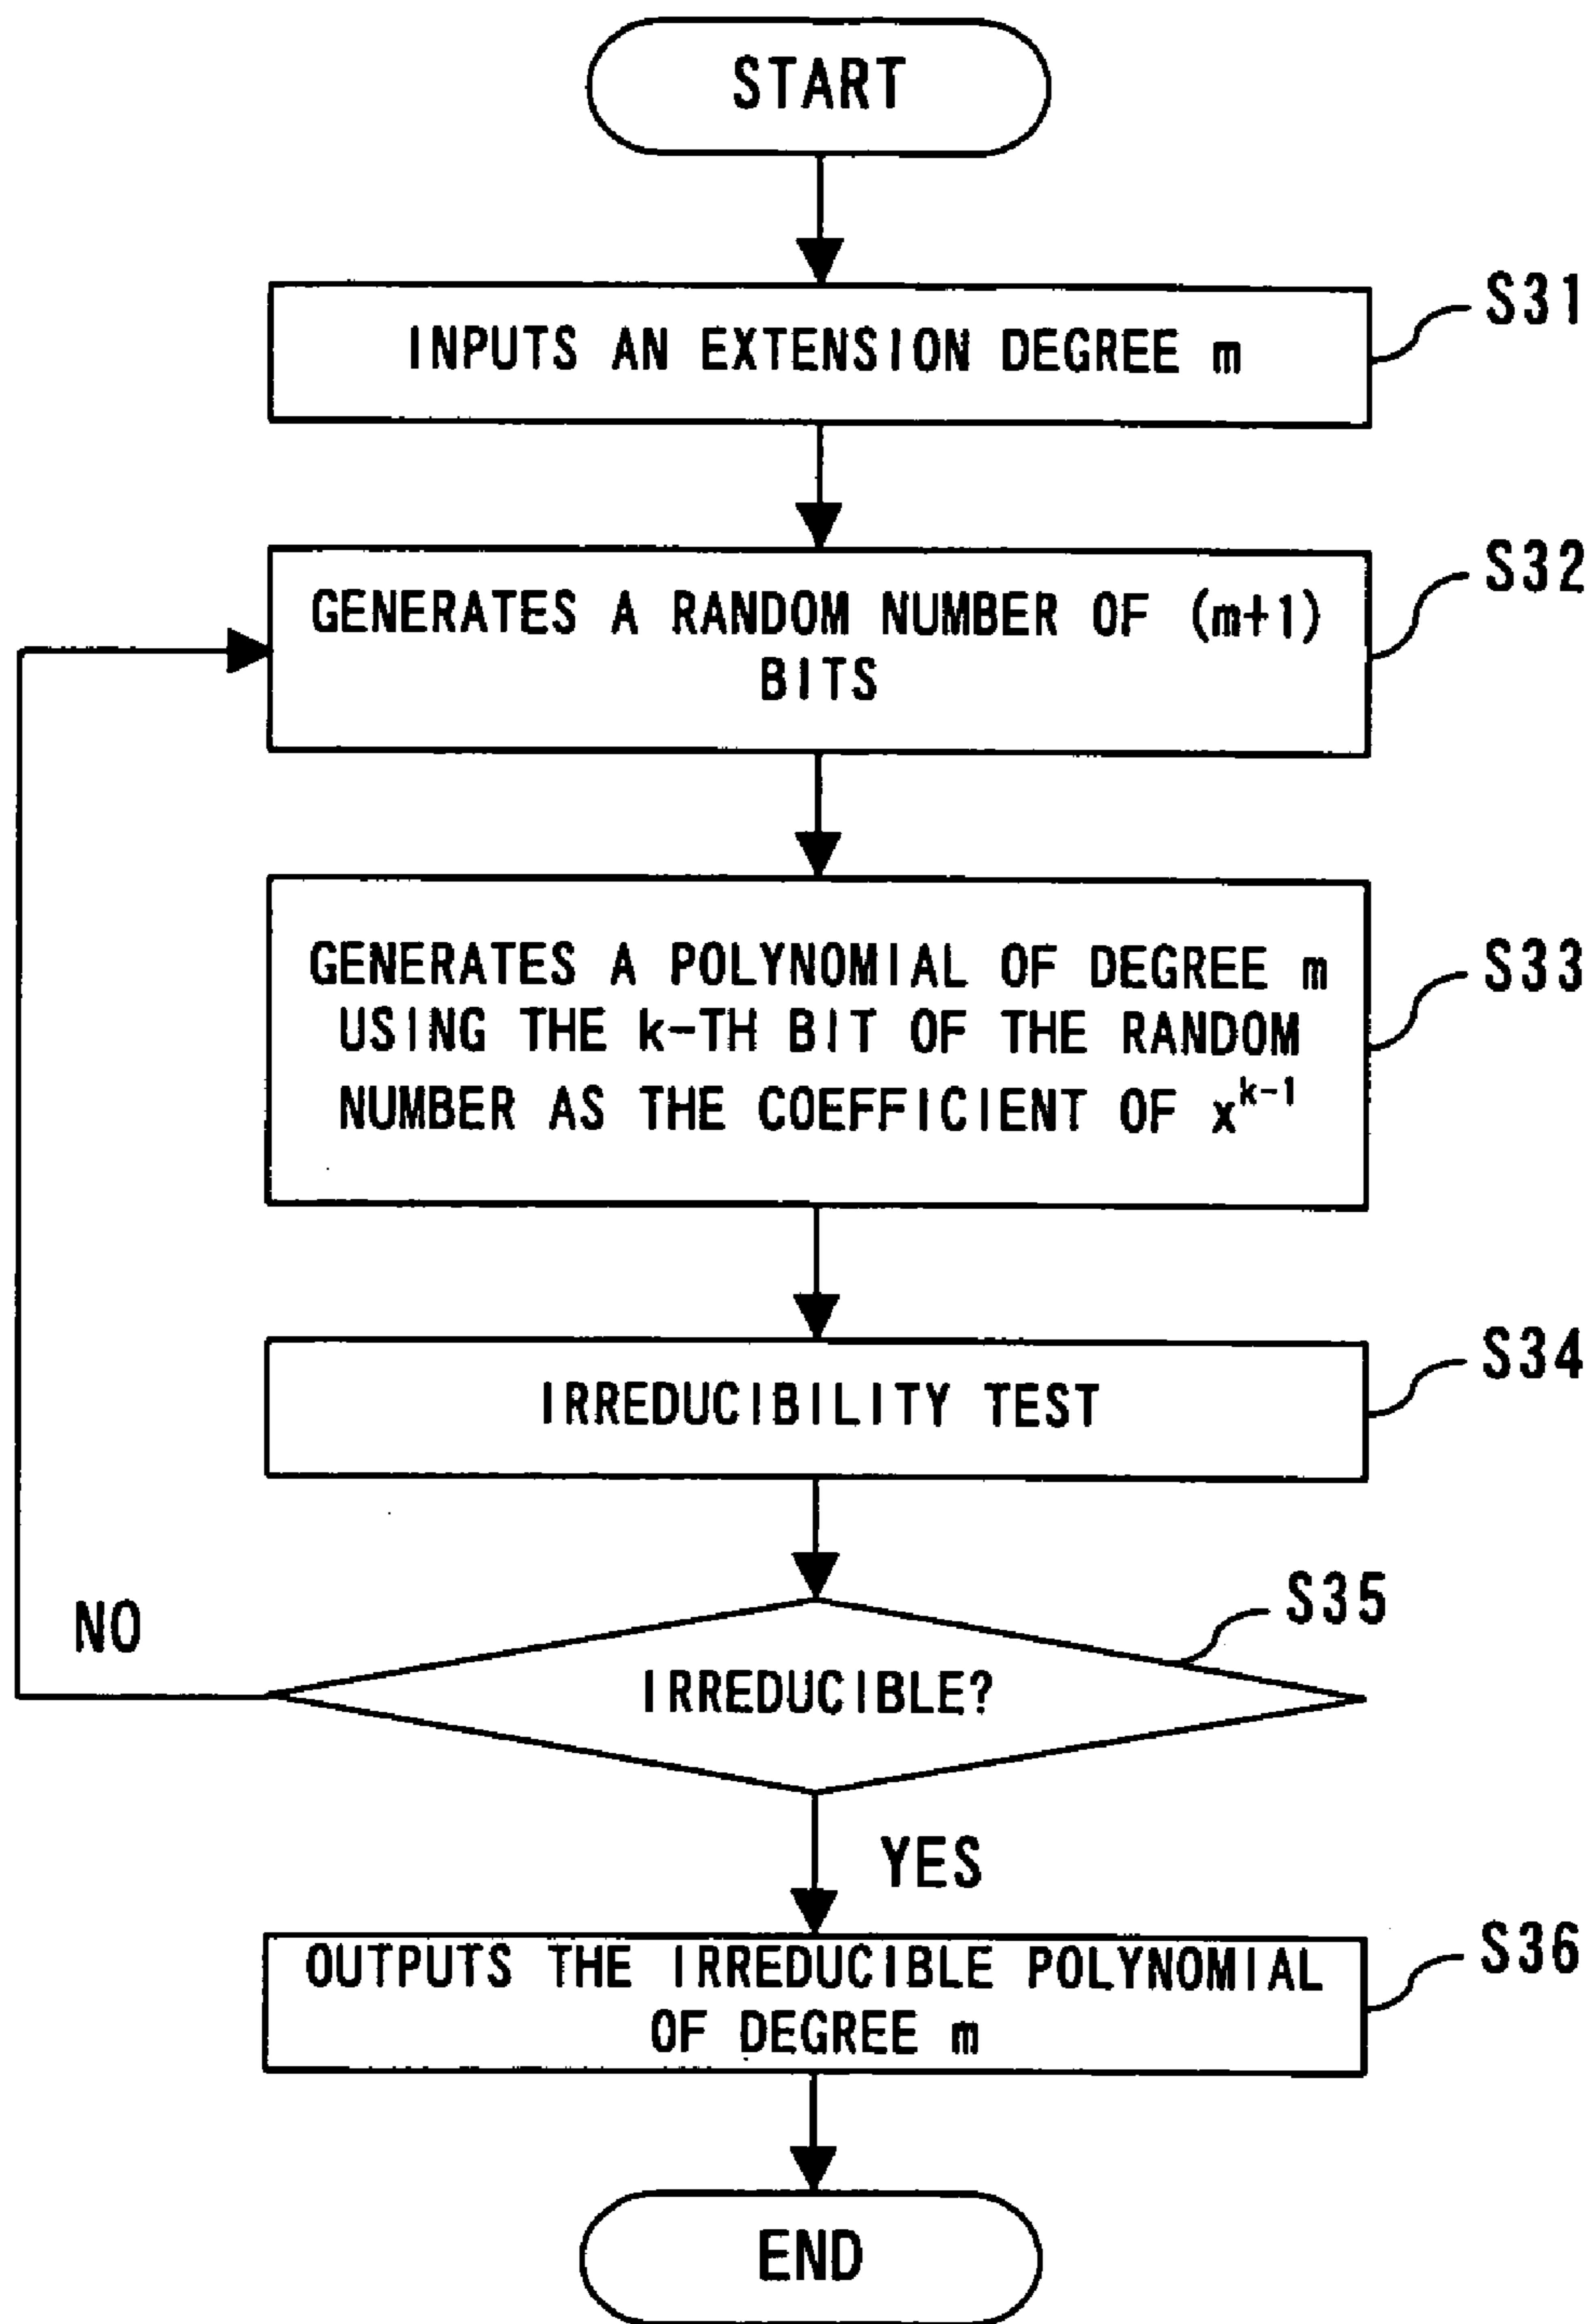 START
INPUTS AN EXTENSION DEGREE m
S31
GENERATES A RANDOM NUMBER OF (m+1)
BITS
S32
GENERATES A POLYNOMIAL OF DEGREE m
USING THE k-TH BIT OF THE RANDOM
NUMBER AS THE COEFFICIENT OF x^{k-1}
S33
IRREDUCIBILITY TEST
S34
S35
NO
IRREDUCIBLE?
YES
OUTPUTS THE IRREDUCIBLE POLYNOMIAL
OF DEGREE m
S36
END